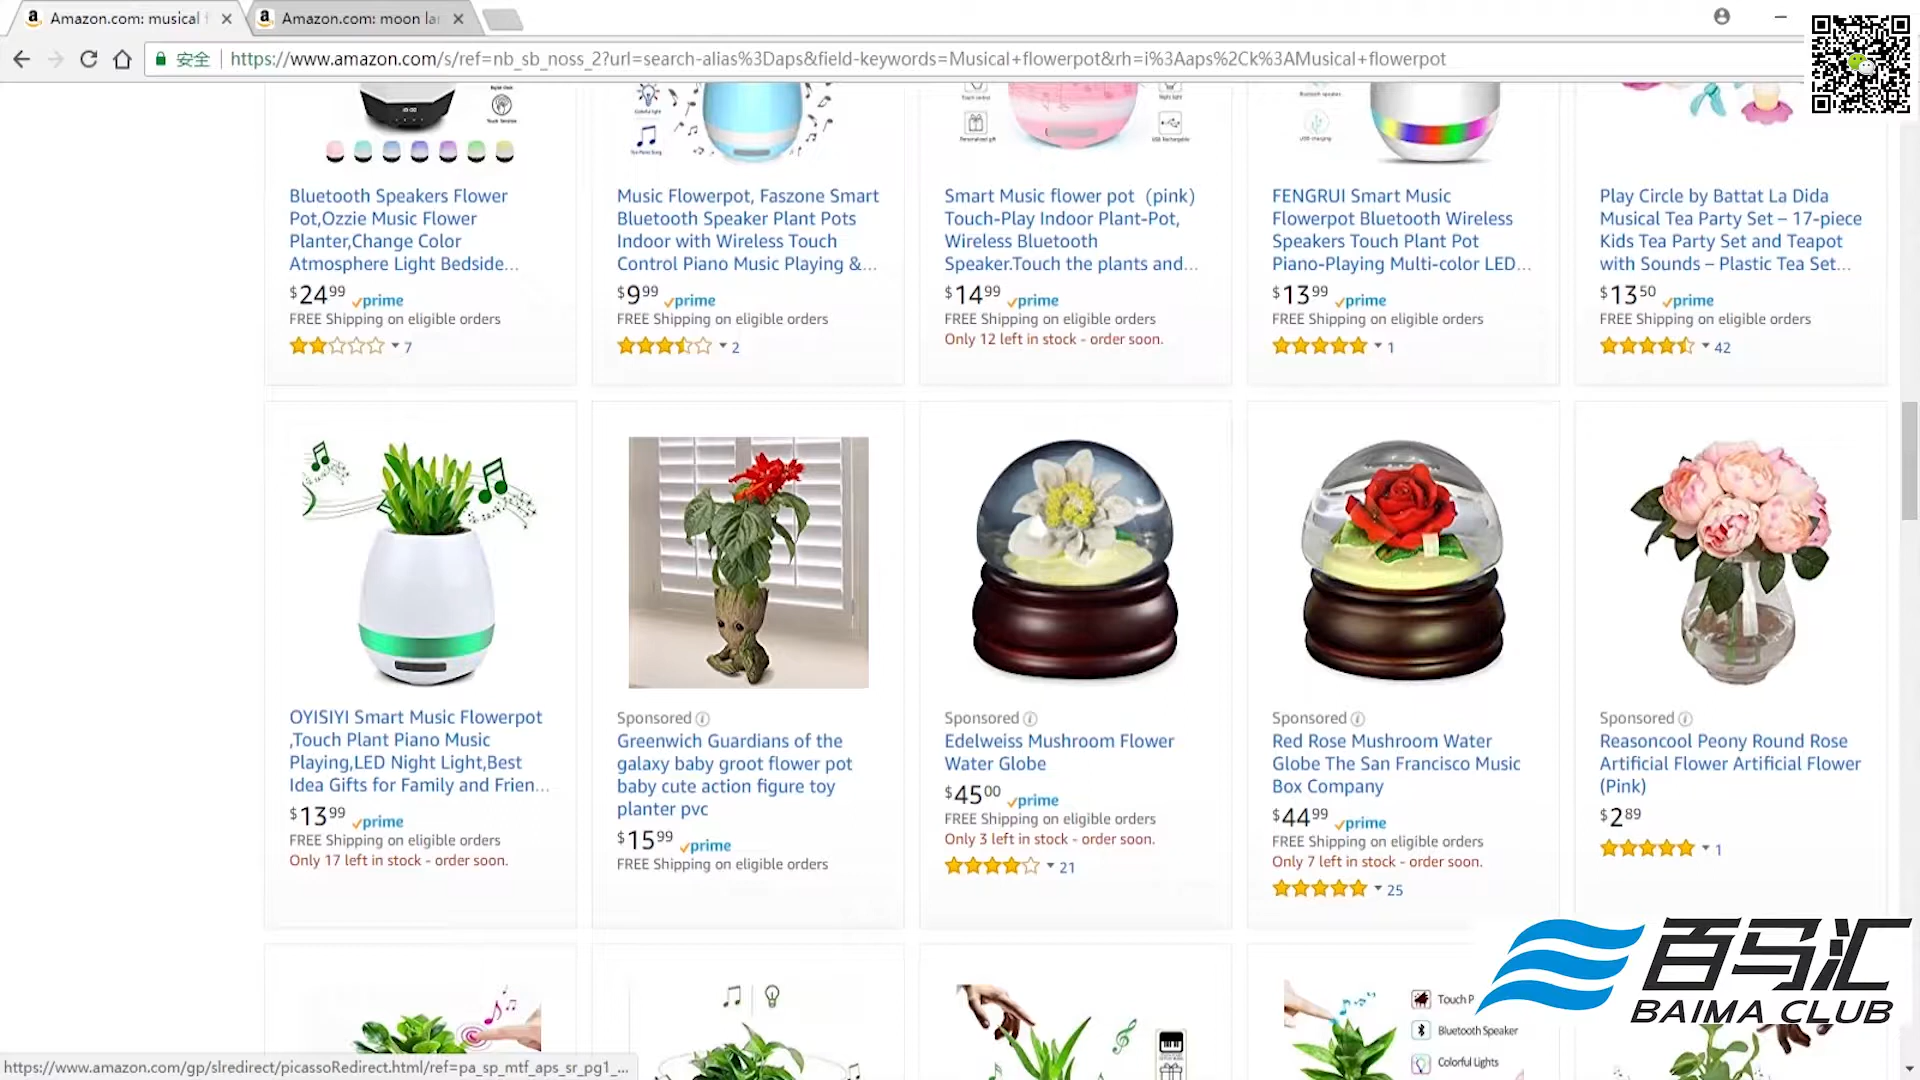 Amazon.com: musical f
Amazon.com: moon la
安全
https://www.amazon.com/s/ref=nb_sb_noss_2?url=search-alias%3Daps&field-keywords=Musical+flowerpot&rh=i%3Aaps%2Ck%3AMusical+flowerpot
Bluetooth Speakers Flower
Pot,Ozzie Music Flower
Planter,Change Color
Atmosphere Light Bedside...
$24 99 prime
FREE Shipping on eligible orders
7
Music Flowerpot, Faszone Smart
Bluetooth Speaker Plant Pots
Indoor with Wireless Touch
Control Piano Music Playing &...
$9 99 prime
FREE Shipping on eligible orders
2
Smart Music flower pot（pink）
Touch-Play Indoor Plant-Pot,
Wireless Bluetooth
Speaker.Touch the plants and...
$14 99 prime
FREE Shipping on eligible orders
Only 12 left in stock - order soon.
FENGRUI Smart Music
Flowerpot Bluetooth Wireless
Speakers Touch Plant Pot
Piano-Playing Multi-color LED...
$13 99 prime
FREE Shipping on eligible orders
1
Play Circle by Battat La Dida
Musical Tea Party Set – 17-piece
Kids Tea Party Set and Teapot
with Sounds – Plastic Tea Set...
$13 50 prime
FREE Shipping on eligible orders
42
OYISIYI Smart Music Flowerpot
,Touch Plant Piano Music
Playing,LED Night Light,Best
Idea Gifts for Family and Frien...
$13 99 prime
FREE Shipping on eligible orders
Only 17 left in stock - order soon.
Sponsored
Greenwich Guardians of the
galaxy baby groot flower pot
baby cute action figure toy
planter pvc
$15 99 prime
FREE Shipping on eligible orders
Sponsored
Edelweiss Mushroom Flower
Water Globe
$45 00 prime
FREE Shipping on eligible orders
Only 3 left in stock - order soon.
21
Sponsored
Red Rose Mushroom Water
Globe The San Francisco Music
Box Company
$44 99 prime
FREE Shipping on eligible orders
Only 7 left in stock - order soon.
25
Sponsored
Reasoncool Peony Round Rose
Artificial Flower Artificial Flower
(Pink)
$2 89
1
Touch P
Bluetooth Speaker
Colorful Lights
百马汇
BAIMA CLUB
https://www.amazon.com/gp/slredirect/picassoRedirect.html/ref=pa_sp_mtf_aps_sr_pg1_...